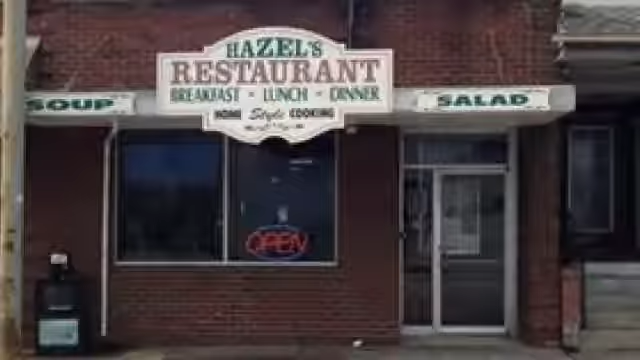 HAZEL'S
RESTAURANT
BREAKFAST - LUNCH - DINNER
HOME Style COOKING
SOUP
SALAD
OPEN